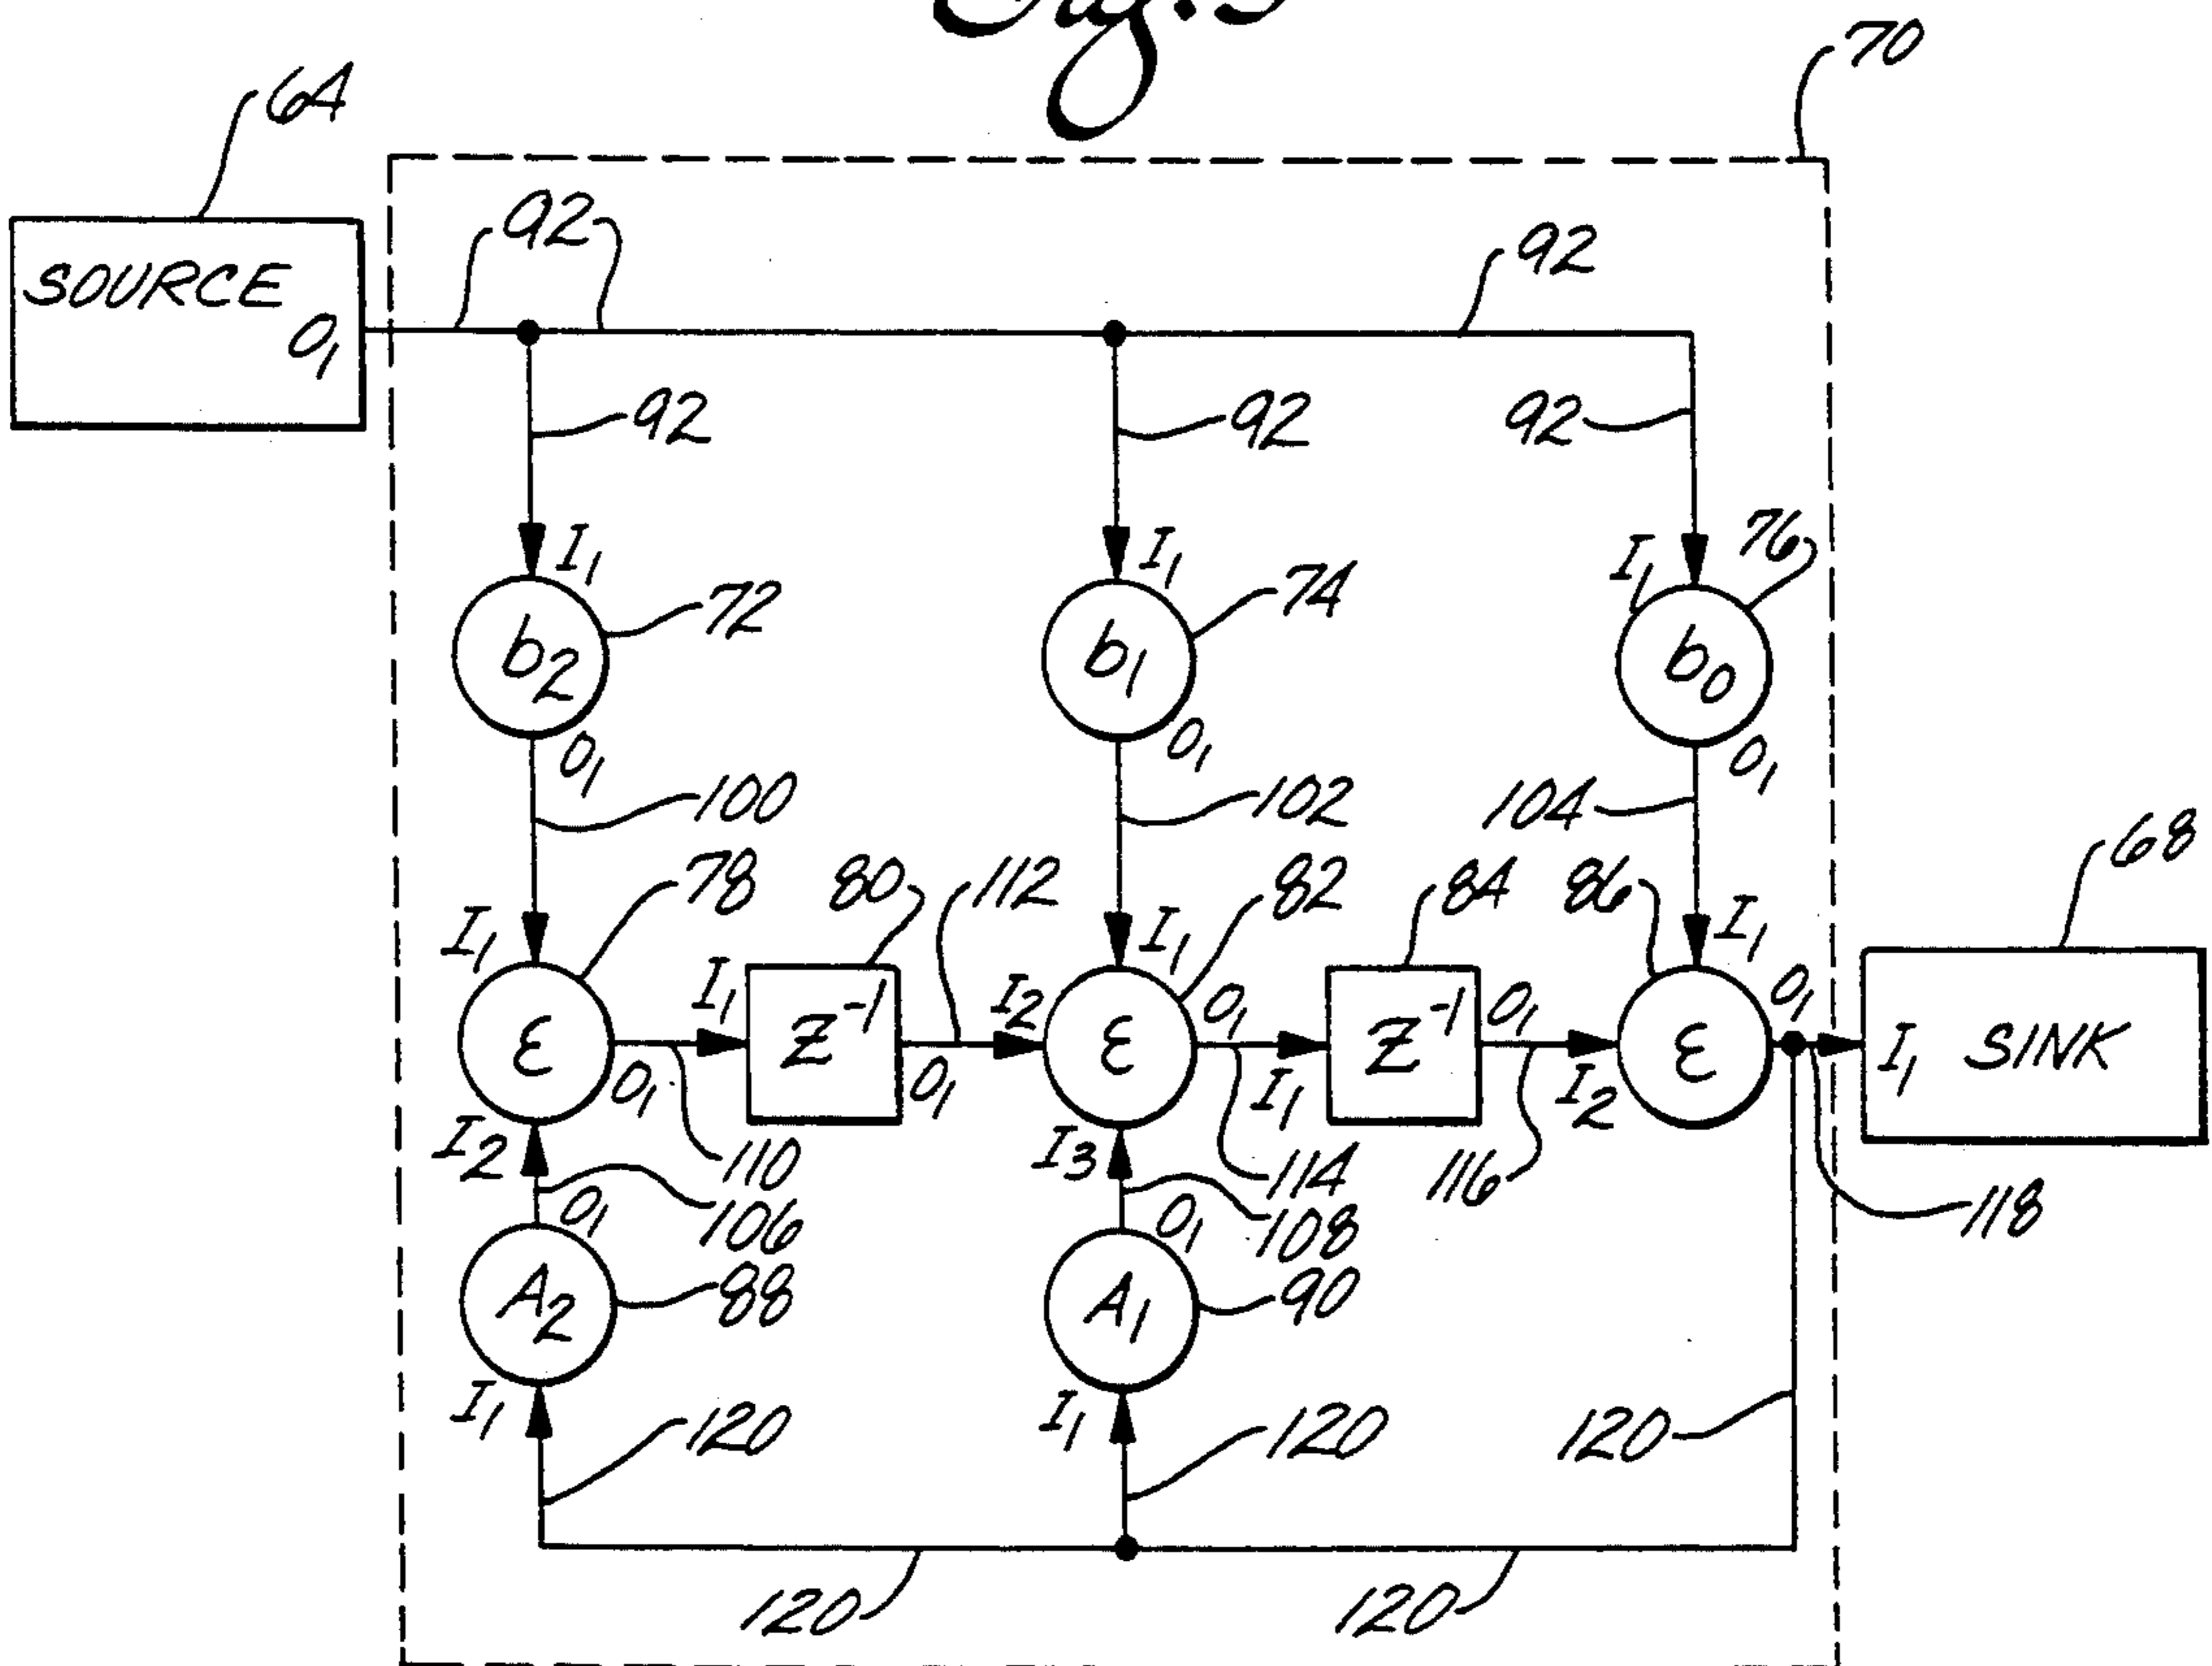 Fig. 3
70
64
92
92
SOURCE
O1
92
92
92
I1
I1
I1
76
72
74
b2
b1
b0
O1
O1
O1
100
102
104
68
78
80
112
82
84
86
I1
I1
I1
I1
I2
O1
O1
O1
Σ
Z-1
Σ
Z-1
Σ
I1 SINK
O1
O1
I1
I2
I2
110
I3
114
116
118
O1
106
O1
108
A2
88
A1
90
I1
I1
120
120
120
120
120